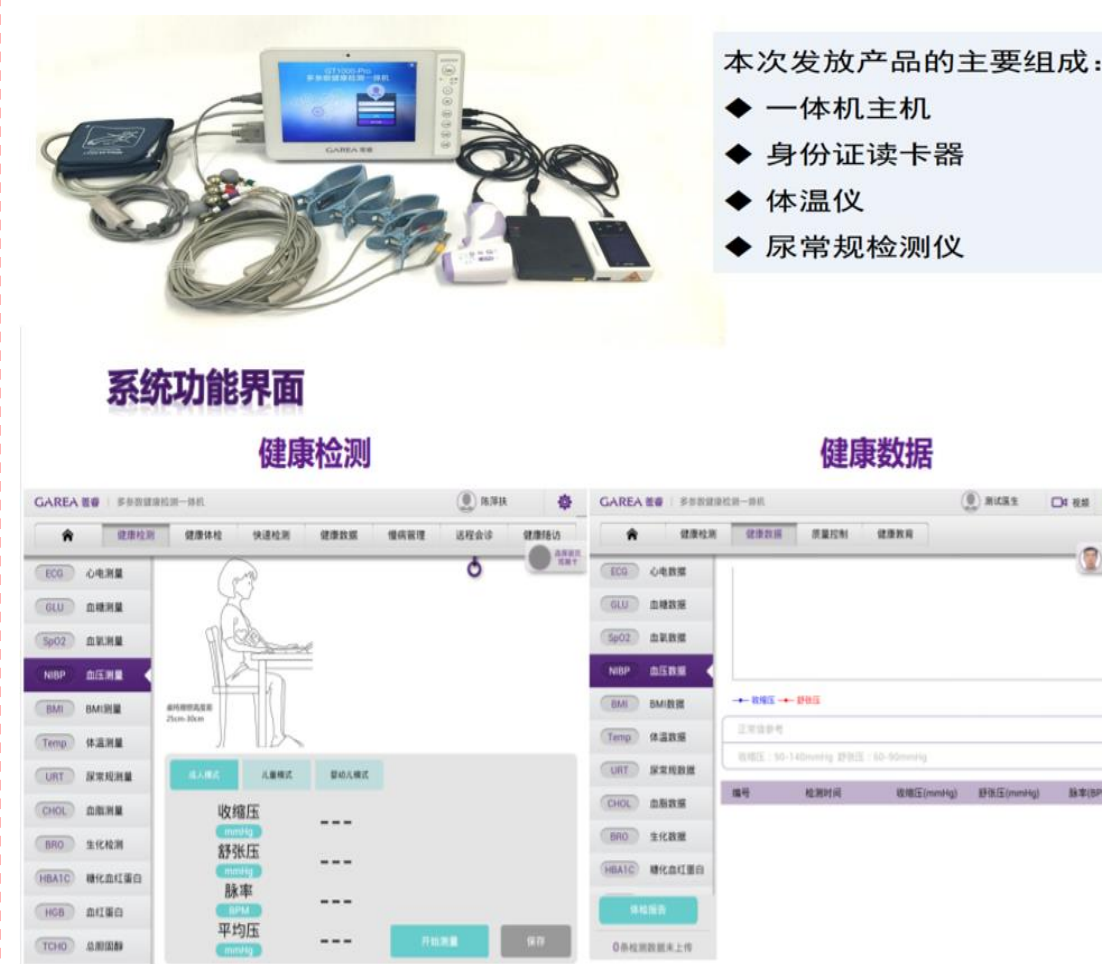 GT1000-Pro
多参数健康检测一体机
GAREA 荟睿
本次发放产品的主要组成：
◆ 一体机主机
◆ 身份证读卡器
◆ 体温仪
◆ 尿常规检测仪
系统功能界面
健康检测
健康数据
GAREA 荟睿 | 多参数健康检测一体机
陈萍扶
健康检测 健康体检 快速检测 健康数据 慢病管理 远程会诊 健康随访
ECG 心电测量
GLU 血糖测量
SpO2 血氧测量
NIBP 血压测量
BMI BMI测量
Temp 体温测量
URT 尿常规测量
CHOL 血脂测量
BRO 生化检测
HBA1C 糖化血红蛋白
HGB 血红蛋白
TCHO 总胆固醇
25cm-30cm
成人模式 儿童模式 婴幼儿模式
收缩压
mmHg
---
舒张压
mmHg
---
脉率
BPM
---
平均压
mmHg
---
开始测量 保存
GAREA 荟睿 | 多参数健康检测一体机
测试医生 视频
健康检测 健康数据 质量控制 健康教育
ECG 心电数据
GLU 血糖数据
SpO2 血氧数据
NIBP 血压数据
BMI BMI数据
Temp 体温数据
URT 尿常规数据
CHOL 血脂数据
BRO 生化数据
HBA1C 糖化血红蛋白
体检报告
0条检测数据未上传
收缩压 舒张压
正常值参考
收缩压：90-140mmHg 舒张压：60-90mmHg
编号 检测时间 收缩压(mmHg) 舒张压(mmHg) 脉率(BP